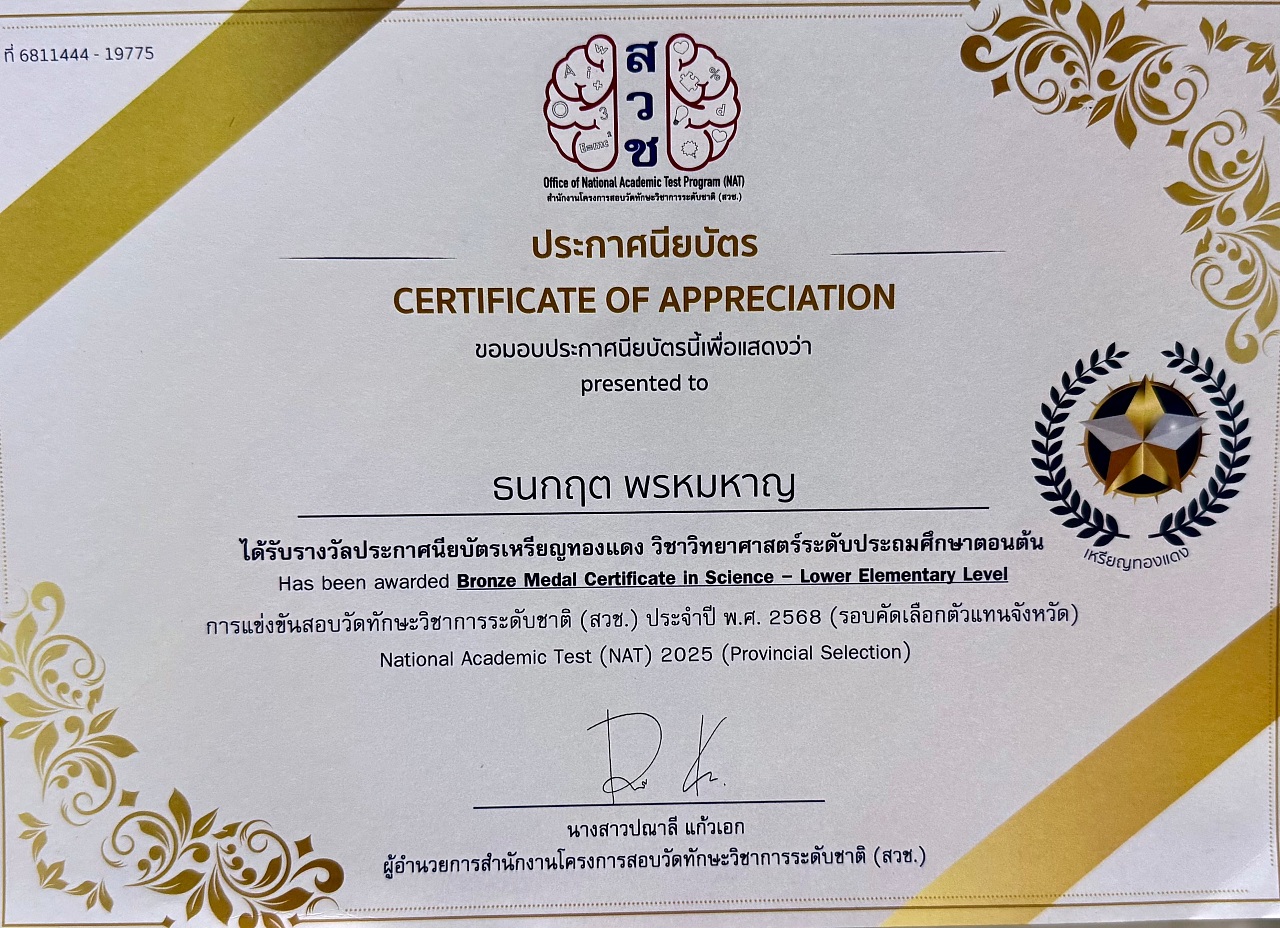 ที่ 6811444 - 19775
สวช
Office of National Academic Test Program (NAT)
สำนักงานโครงการสอบวัดทักษะวิชาการระดับชาติ (สวช.)
ประกาศนียบัตร
CERTIFICATE OF APPRECIATION
ขอมอบประกาศนียบัตรนี้เพื่อแสดงว่า
presented to
ธนกฤต พรหมหาญ
ได้รับรางวัลประกาศนียบัตรเหรียญทองแดง วิชาวิทยาศาสตร์ระดับประถมศึกษาตอนต้น
Has been awarded Bronze Medal Certificate in Science – Lower Elementary Level
เหรียญทองแดง
การแข่งขันสอบวัดทักษะวิชาการระดับชาติ (สวช.) ประจำปี พ.ศ. 2568 (รอบคัดเลือกตัวแทนจังหวัด)
National Academic Test (NAT) 2025 (Provincial Selection)
นางสาวปณาลี แก้วเอก
ผู้อำนวยการสำนักงานโครงการสอบวัดทักษะวิชาการระดับชาติ (สวช.)